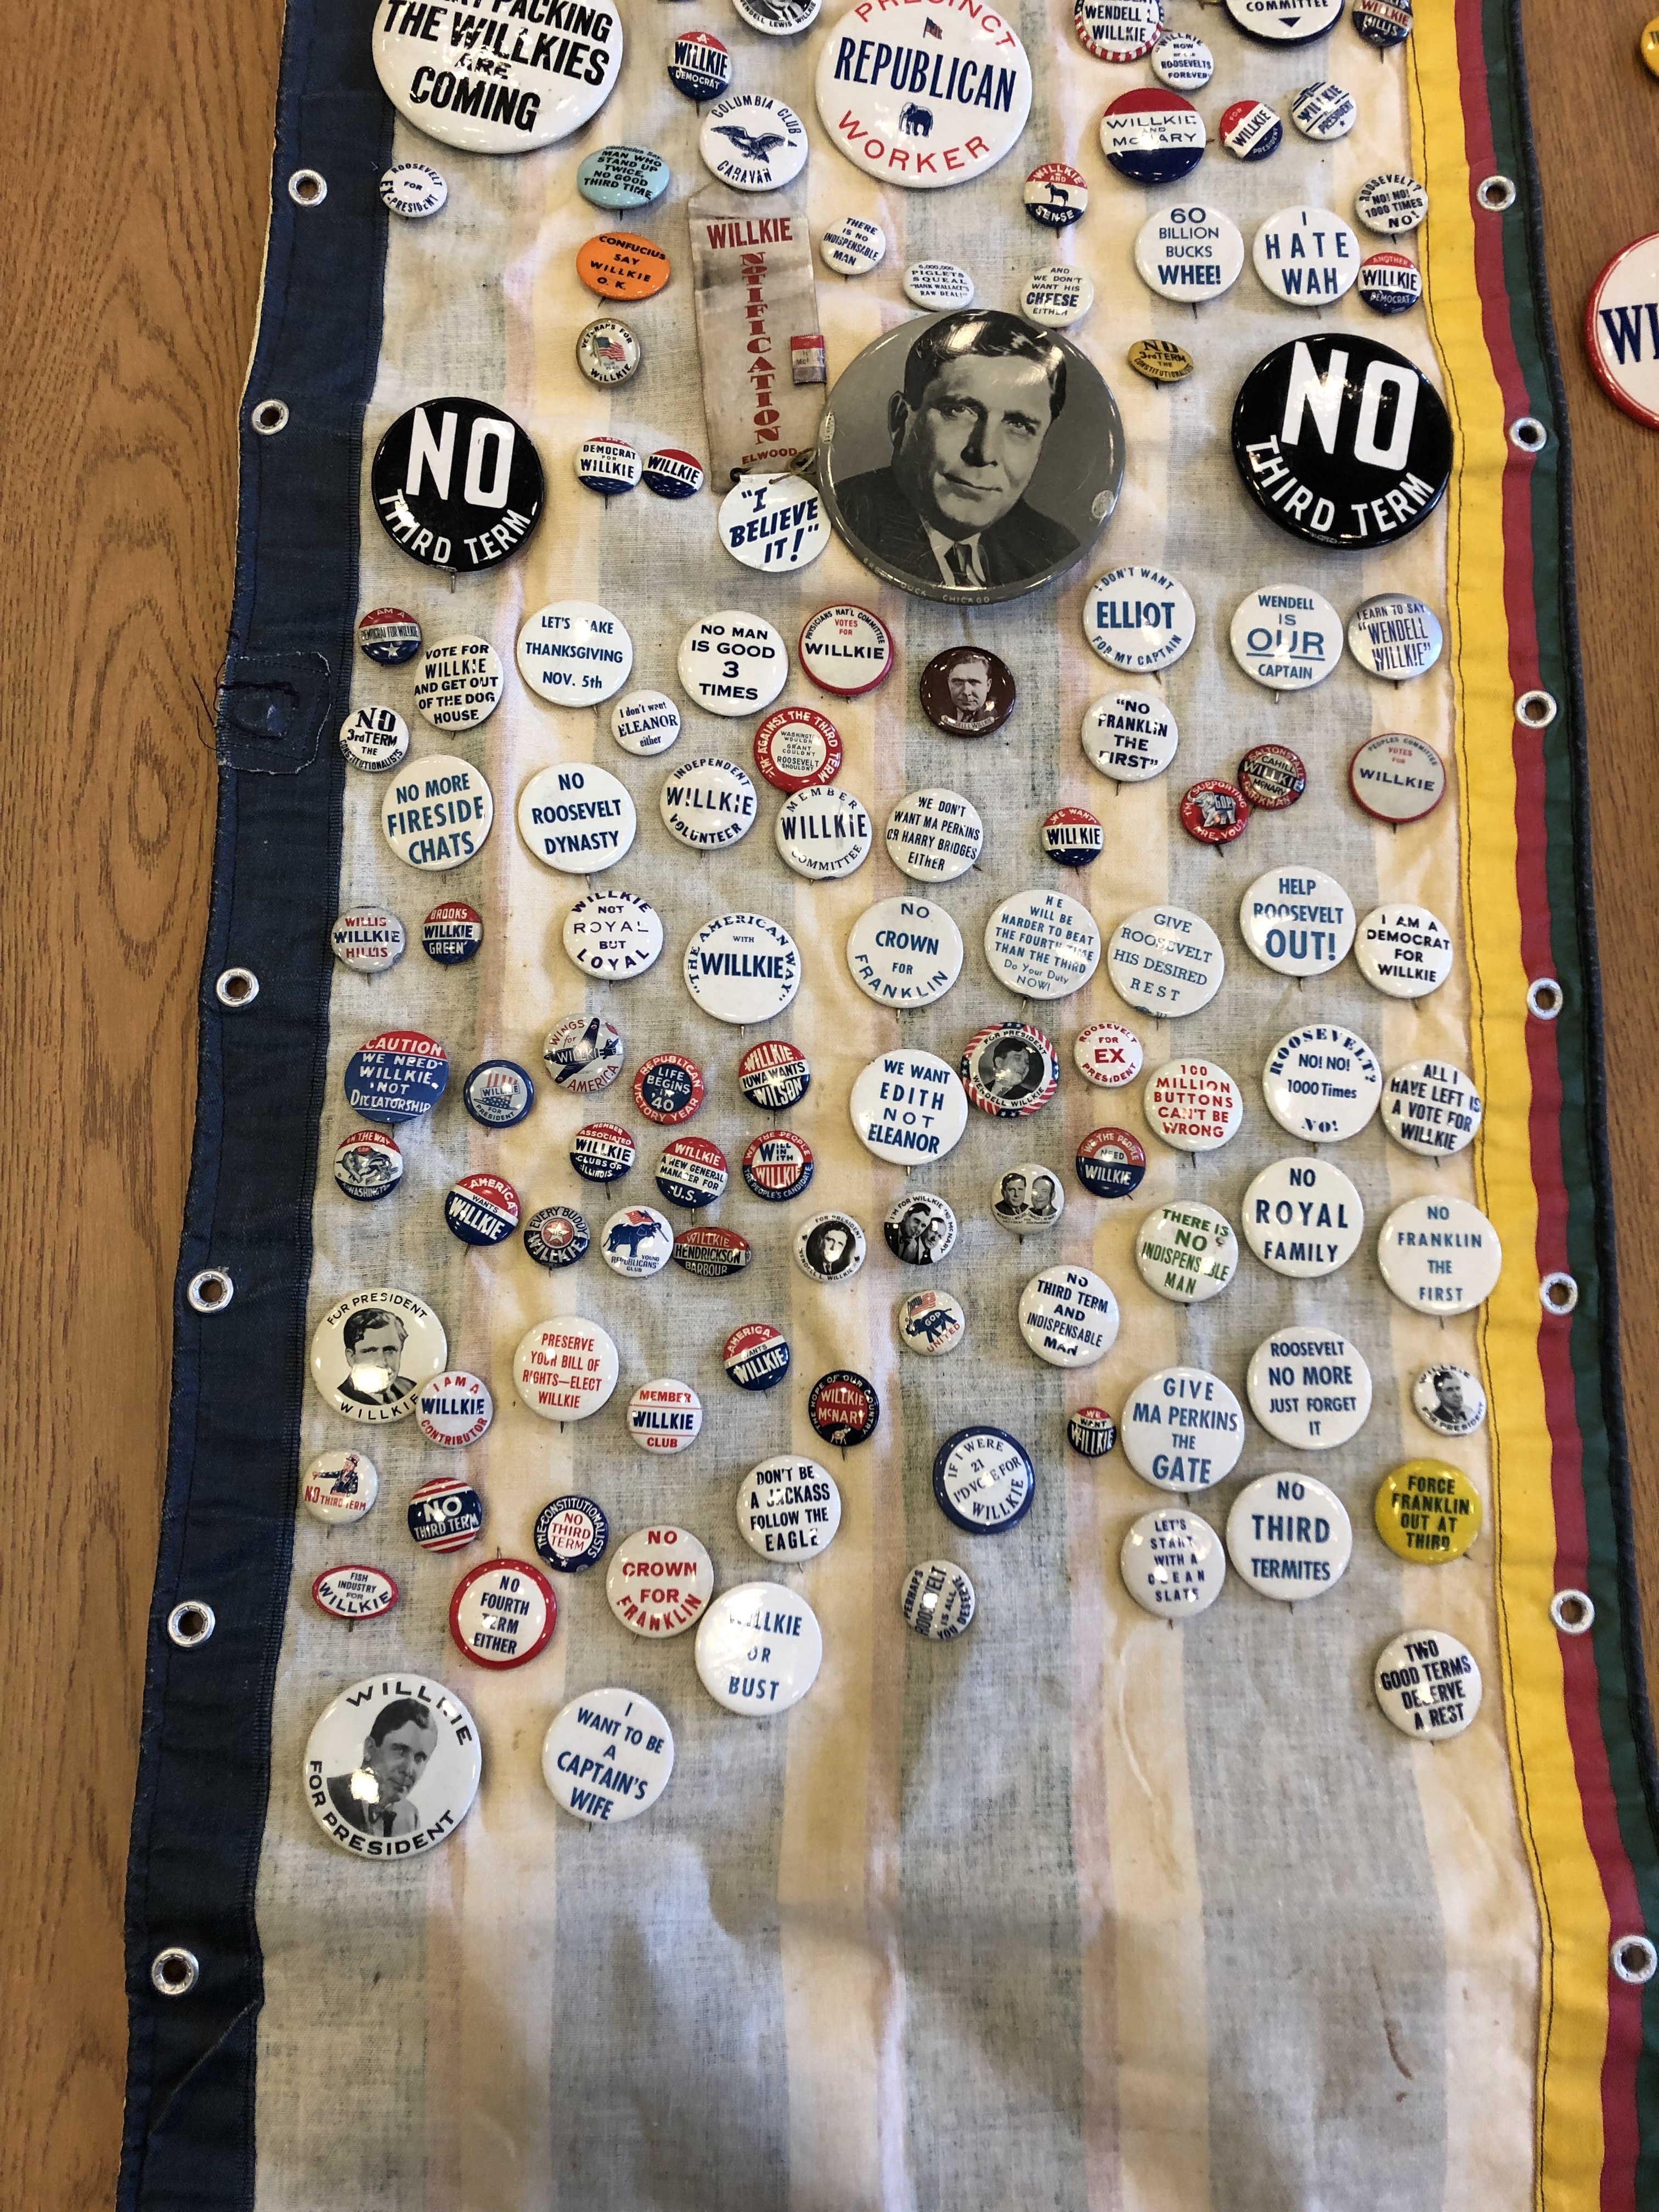 PACKING
THE WILLKIES
ARE
COMING
WENDELL LEWIS WILLKIE
A
WILLKIE
DEMOCRAT
PRECINCT
REPUBLICAN
WORKER
WENDELL L.
WILLKIE
COMMITTEE
WILLKIE
NOW
ROOSEVELTS
FOREVER
COLUMBIA CLUB
CARAVAN
WILLKIE
AND
McNARY
FOR
WILLKIE
PRESIDENT
WILLKIE
PRESIDENT
ROOSEVELT
FOR
EX-PRESIDENT
Confucius Say
MAN WHO
STAND UP
TWICE,
NO GOOD
THIRD TIME
WILLKIE
AND
SENSE
ROOSEVELT?
NO! NO!
1000 TIMES
NO!
CONFUCIUS
SAY
WILLKIE
O. K.
WILLKIE
NOTIFICATION
ELWOOD
THERE
IS NO
INDISPENSABLE
MAN
6,000,000
PIGLETS
SQUEAL
"HANK WALLACE'S
RAW DEAL!"
AND
WE DON'T
WANT HIS
CHEESE
EITHER
60
BILLION
BUCKS
WHEE!
I
HATE
WAH
ANOTHER
WILLKIE
DEMOCRAT
FOR
WILLKIE
NO
3rd TERM
THE
CONSTITUTIONALISTS
NO
THIRD TERM
NO
THIRD TERM
DEMOCRAT
FOR
WILLKIE
WILLKIE
"I
BELIEVE
IT!"
CHICAGO
I AM A
DEMOCRAT FOR WILLKIE
VOTE FOR
WILLKIE
AND GET OUT
OF THE DOG
HOUSE
LET'S MAKE
THANKSGIVING
NOV. 5th
NO MAN
IS GOOD
3
TIMES
PHYSICIANS NAT'L COMMITTEE
VOTES
FOR
WILLKIE
I DON'T WANT
ELLIOT
FOR MY CAPTAIN
WENDELL
IS
OUR
CAPTAIN
LEARN TO SAY
"WENDELL
WILLKIE"
NO
3rd TERM
THE
CONSTITUTIONALISTS
I don't want
ELEANOR
either
I'M AGAINST THE THIRD TERM
WASHINGTON
WOULDN'T
GRANT
COULDN'T
ROOSEVELT
SHOULDN'T
"NO
FRANKLIN
THE
FIRST"
SALTONSTALL
CAHILL
WILLKIE
McNARY
PEOPLES COMMITTEE
VOTES
FOR
WILLKIE
NO MORE
FIRESIDE
CHATS
NO
ROOSEVELT
DYNASTY
INDEPENDENT
WILLKIE
VOLUNTEER
MEMBER
WILLKIE
COMMITTEE
WE DON'T
WANT MA PERKINS
OR HARRY BRIDGES
EITHER
WE WANT
WILLKIE
I'M SUPPORTING
GOP
ARE YOU?
WILLIS
WILLKIE
HILLIS
BROOKS
WILLKIE
GREEN
WILLKIE
NOT
ROYAL
BUT
LOYAL
"THE AMERICAN WAY"
WITH
WILLKIE
NO
CROWN
FOR
FRANKLIN
HE
WILL BE
HARDER TO BEAT
THE FOURTH TIME
THAN THE THIRD
Do Your Duty
NOW!
GIVE
ROOSEVELT
HIS DESIRED
REST
HELP
ROOSEVELT
OUT!
I AM A
DEMOCRAT
FOR
WILLKIE
CAUTION
WE NEED
WILLKIE
NOT
DICTATORSHIP
WILLKIE
FOR
PRESIDENT
WINGS
for
WILLKIE
AMERICA
REPUBLICAN
LIFE
BEGINS
IN
'40
VICTORY YEAR
WILLKIE
IOWA WANTS
WILSON
WE WANT
EDITH
NOT
ELEANOR
FOR PRESIDENT
WENDELL WILLKIE
ROOSEVELT
FOR
EX
PRESIDENT
100
MILLION
BUTTONS
CAN'T BE
WRONG
ROOSEVELT?
NO! NO!
1000 Times
NO!
ALL I
HAVE LEFT IS
A VOTE FOR
WILLKIE
ON THE WAY
WASHINGTON
MEMBER
ASSOCIATED
WILLKIE
CLUBS OF
ILLINOIS
WILLKIE
A NEW GENERAL
MANAGER FOR
U.S.
WE THE PEOPLE
WIN
WITH
WILLKIE
THE PEOPLE'S CANDIDATE
WE THE PEOPLE
NEED
WILLKIE
AMERICA
WANTS
WILLKIE
EVERY BUDDY
WILLKIE
YOUNG
REPUBLICANS'
CLUB
WILLKIE
HENDRICKSON
BARBOUR
FOR PRESIDENT
WENDELL L. WILLKIE
I'M FOR WILLKIE TO McNARY
THERE IS
NO
INDISPENSABLE
MAN
NO
ROYAL
FAMILY
NO
FRANKLIN
THE
FIRST
FOR PRESIDENT
WILLKIE
I AM A
WILLKIE
CONTRIBUTOR
PRESERVE
YOUR BILL OF
RIGHTS—ELECT
WILLKIE
MEMBER
WILLKIE
CLUB
AMERICA
WANTS
WILLKIE
THE HOPE OF OUR COUNTRY
WILLKIE
McNARY
GOP
UNITED
NO
THIRD TERM
AND
INDISPENSABLE
MAN
ROOSEVELT
NO MORE
JUST FORGET
IT
WILLKIE
FOR PRESIDENT
WE
WANT
WILLKIE
GIVE
MA PERKINS
THE
GATE
NO THIRD TERM
NO
THIRD TERM
THE CONSTITUTIONALISTS
NO
THIRD
TERM
DON'T BE
A JACKASS
FOLLOW THE
EAGLE
IF I WERE
21
I'D VOTE FOR
WILLKIE
LET'S
START
WITH A
CLEAN
SLATE
NO
THIRD
TERMITES
FORCE
FRANKLIN
OUT AT
THIRD
FISH
INDUSTRY
FOR
WILLKIE
NO
FOURTH
TERM
EITHER
NO
CROWN
FOR
FRANKLIN
WILLKIE
OR
BUST
PERHAPS
ROOSEVELT
IS ALL
YOU DESERVE
TWO
GOOD TERMS
DESERVE
A REST
WILLKIE
FOR PRESIDENT
I
WANT TO BE
A
CAPTAIN'S
WIFE